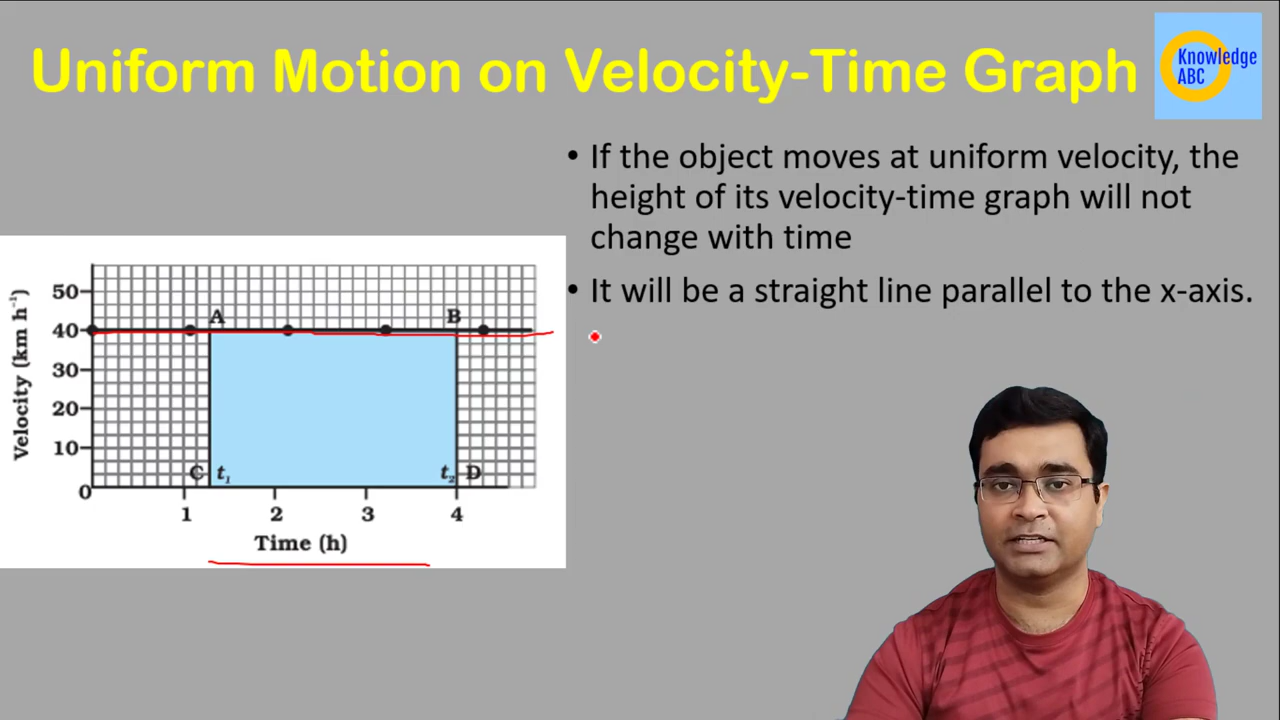 Uniform Motion on Velocity-Time Graph
Knowledge
ABC
• If the object moves at uniform velocity, the
height of its velocity-time graph will not
change with time
• It will be a straight line parallel to the x-axis.
Velocity (km h⁻¹)
50
40
30
20
10
0
A
B
C
t₁
t₂
D
1
2
3
4
Time (h)